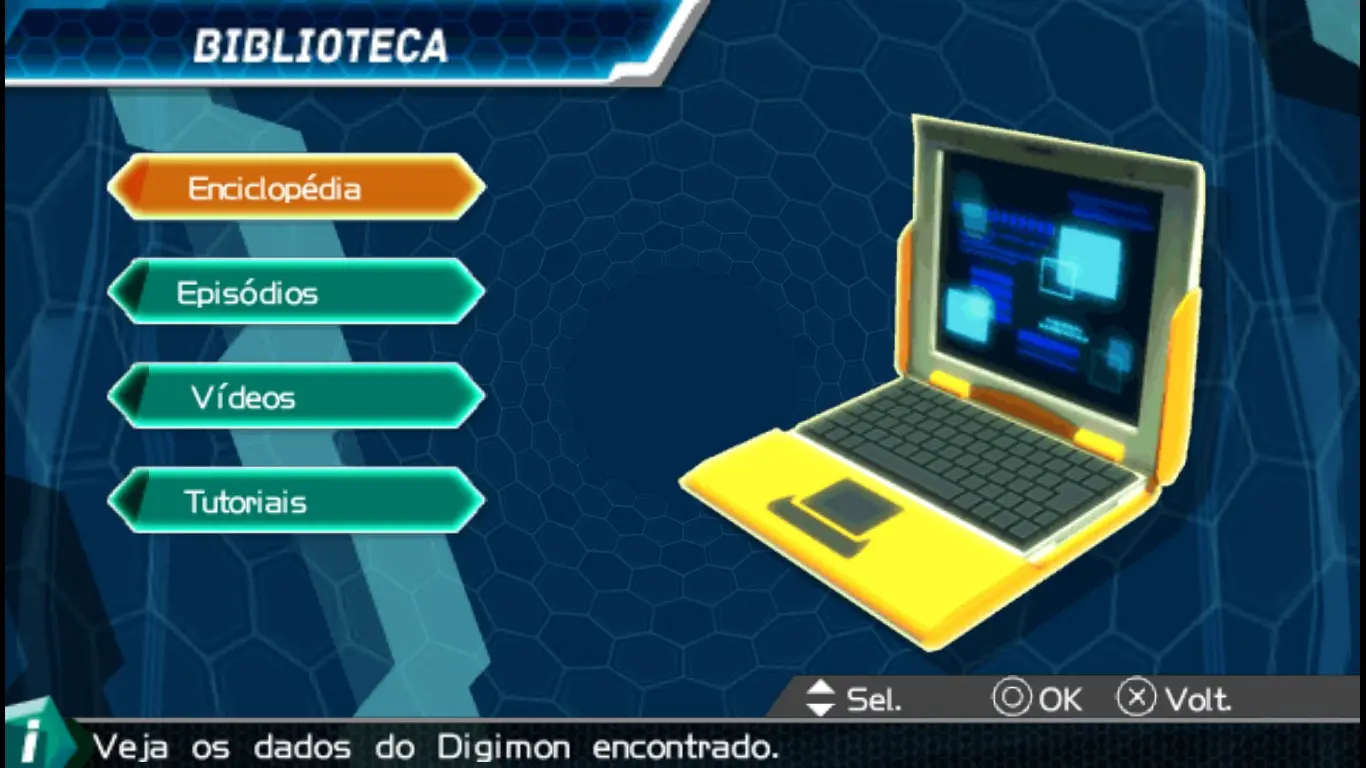 BIBLIOTECA
Enciclopédia
Episódios
Vídeos
Tutoriais
Sel. OK Volt.
Veja os dados do Digimon encontrado.